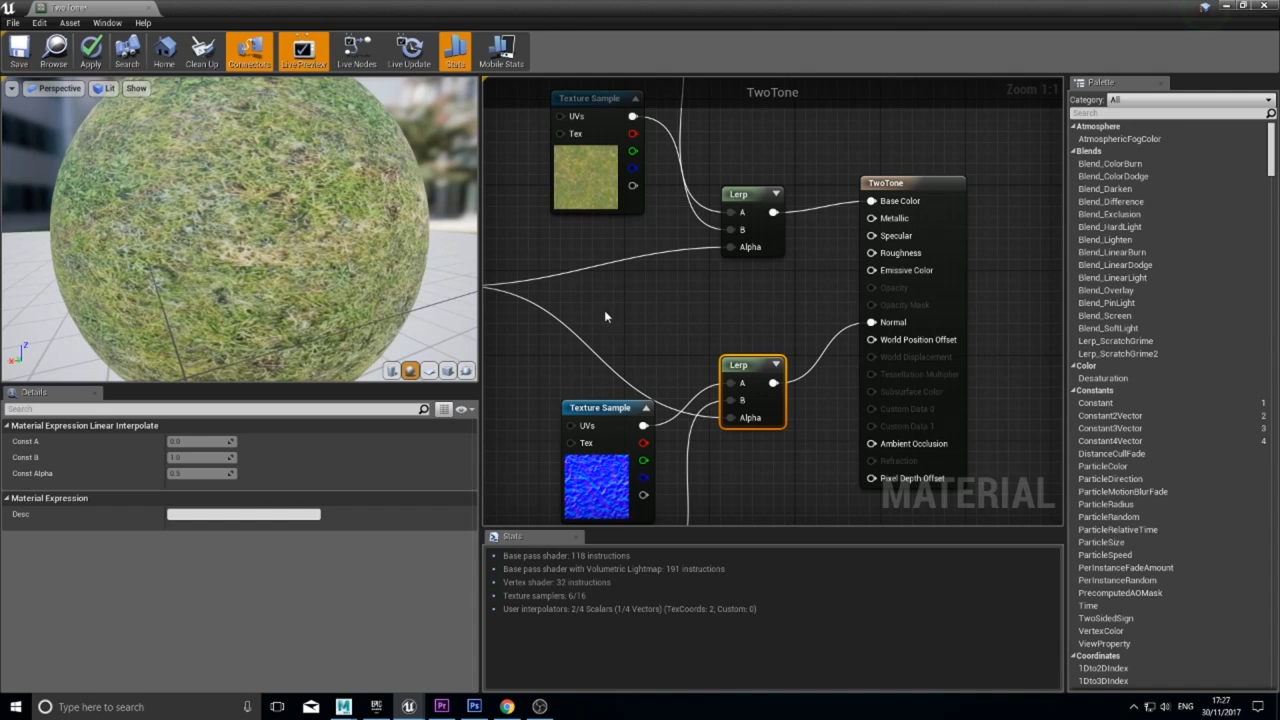 TwoTone*
File Edit Asset Window Help
Save Browse Apply Search Home Clean Up Connectors Live Preview Live Nodes Live Update Stats Mobile Stats
Perspective Lit Show
Z
X
Details
Search
Material Expression Linear Interpolate
Const A 0.0
Const B 1.0
Const Alpha 0.5
Material Expression
Desc
TwoTone
Zoom 1:1
Texture Sample
UVs
Tex
Lerp
A
B
Alpha
TwoTone
Base Color
Metallic
Specular
Roughness
Emissive Color
Opacity
Opacity Mask
Normal
World Position Offset
World Displacement
Tessellation Multiplier
Subsurface Color
Custom Data 0
Custom Data 1
Ambient Occlusion
Refraction
Pixel Depth Offset
Lerp
A
B
Alpha
Texture Sample
UVs
Tex
MATERIAL
Stats
Base pass shader: 118 instructions
Base pass shader with Volumetric Lightmap: 191 instructions
Vertex shader: 32 instructions
Texture samplers: 6/16
User interpolators: 2/4 Scalars (1/4 Vectors) (TexCoords: 2, Custom: 0)
Palette
Category: All
Search
Atmosphere
AtmosphericFogColor
Blends
Blend_ColorBurn
Blend_ColorDodge
Blend_Darken
Blend_Difference
Blend_Exclusion
Blend_HardLight
Blend_Lighten
Blend_LinearBurn
Blend_LinearDodge
Blend_LinearLight
Blend_Overlay
Blend_PinLight
Blend_Screen
Blend_SoftLight
Lerp_ScratchGrime
Lerp_ScratchGrime2
Color
Desaturation
Constants
Constant 1
Constant2Vector 2
Constant3Vector 3
Constant4Vector 4
DistanceCullFade
ParticleColor
ParticleDirection
ParticleMotionBlurFade
ParticleRadius
ParticleRandom
ParticleRelativeTime
ParticleSize
ParticleSpeed
PerInstanceFadeAmount
PerInstanceRandom
PrecomputedAOMask
Time
TwoSidedSign
VertexColor
ViewProperty
Coordinates
1Dto2DIndex
1Dto3DIndex
Type here to search
ENG
17:27
30/11/2017